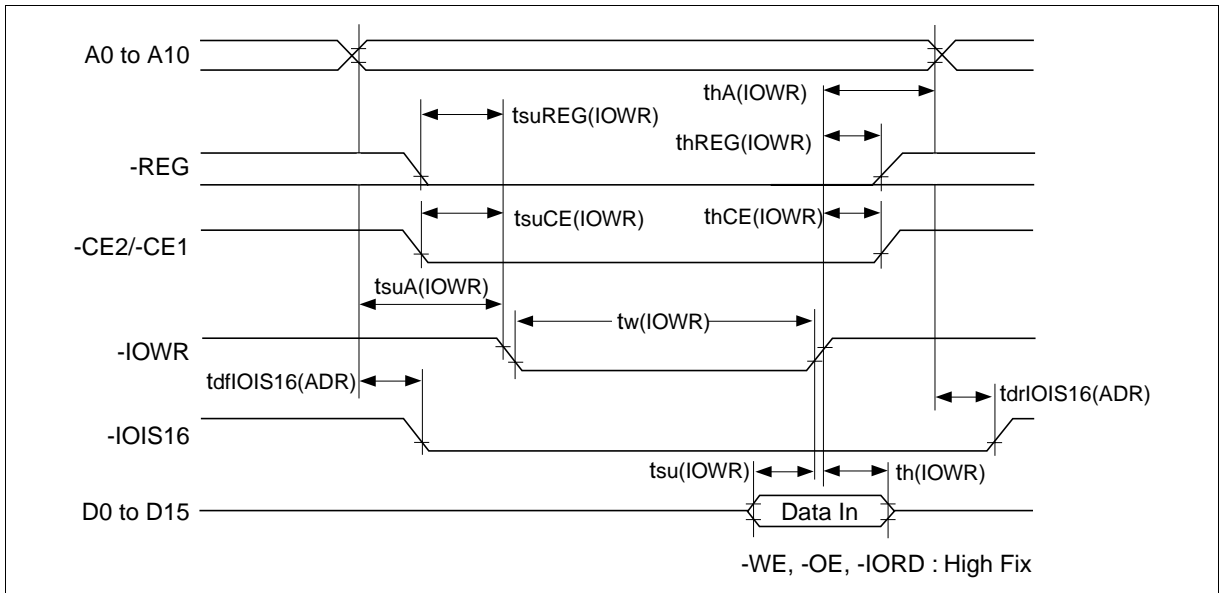 A0 to A10
thA(IOWR)
tsuREG(IOWR)
thREG(IOWR)
-REG
tsuCE(IOWR)
thCE(IOWR)
-CE2/-CE1
tsuA(IOWR)
tw(IOWR)
-IOWR
tdfIOIS16(ADR)
tdrIOIS16(ADR)
-IOIS16
tsu(IOWR)
th(IOWR)
D0 to D15
Data In
-WE, -OE, -IORD : High Fix